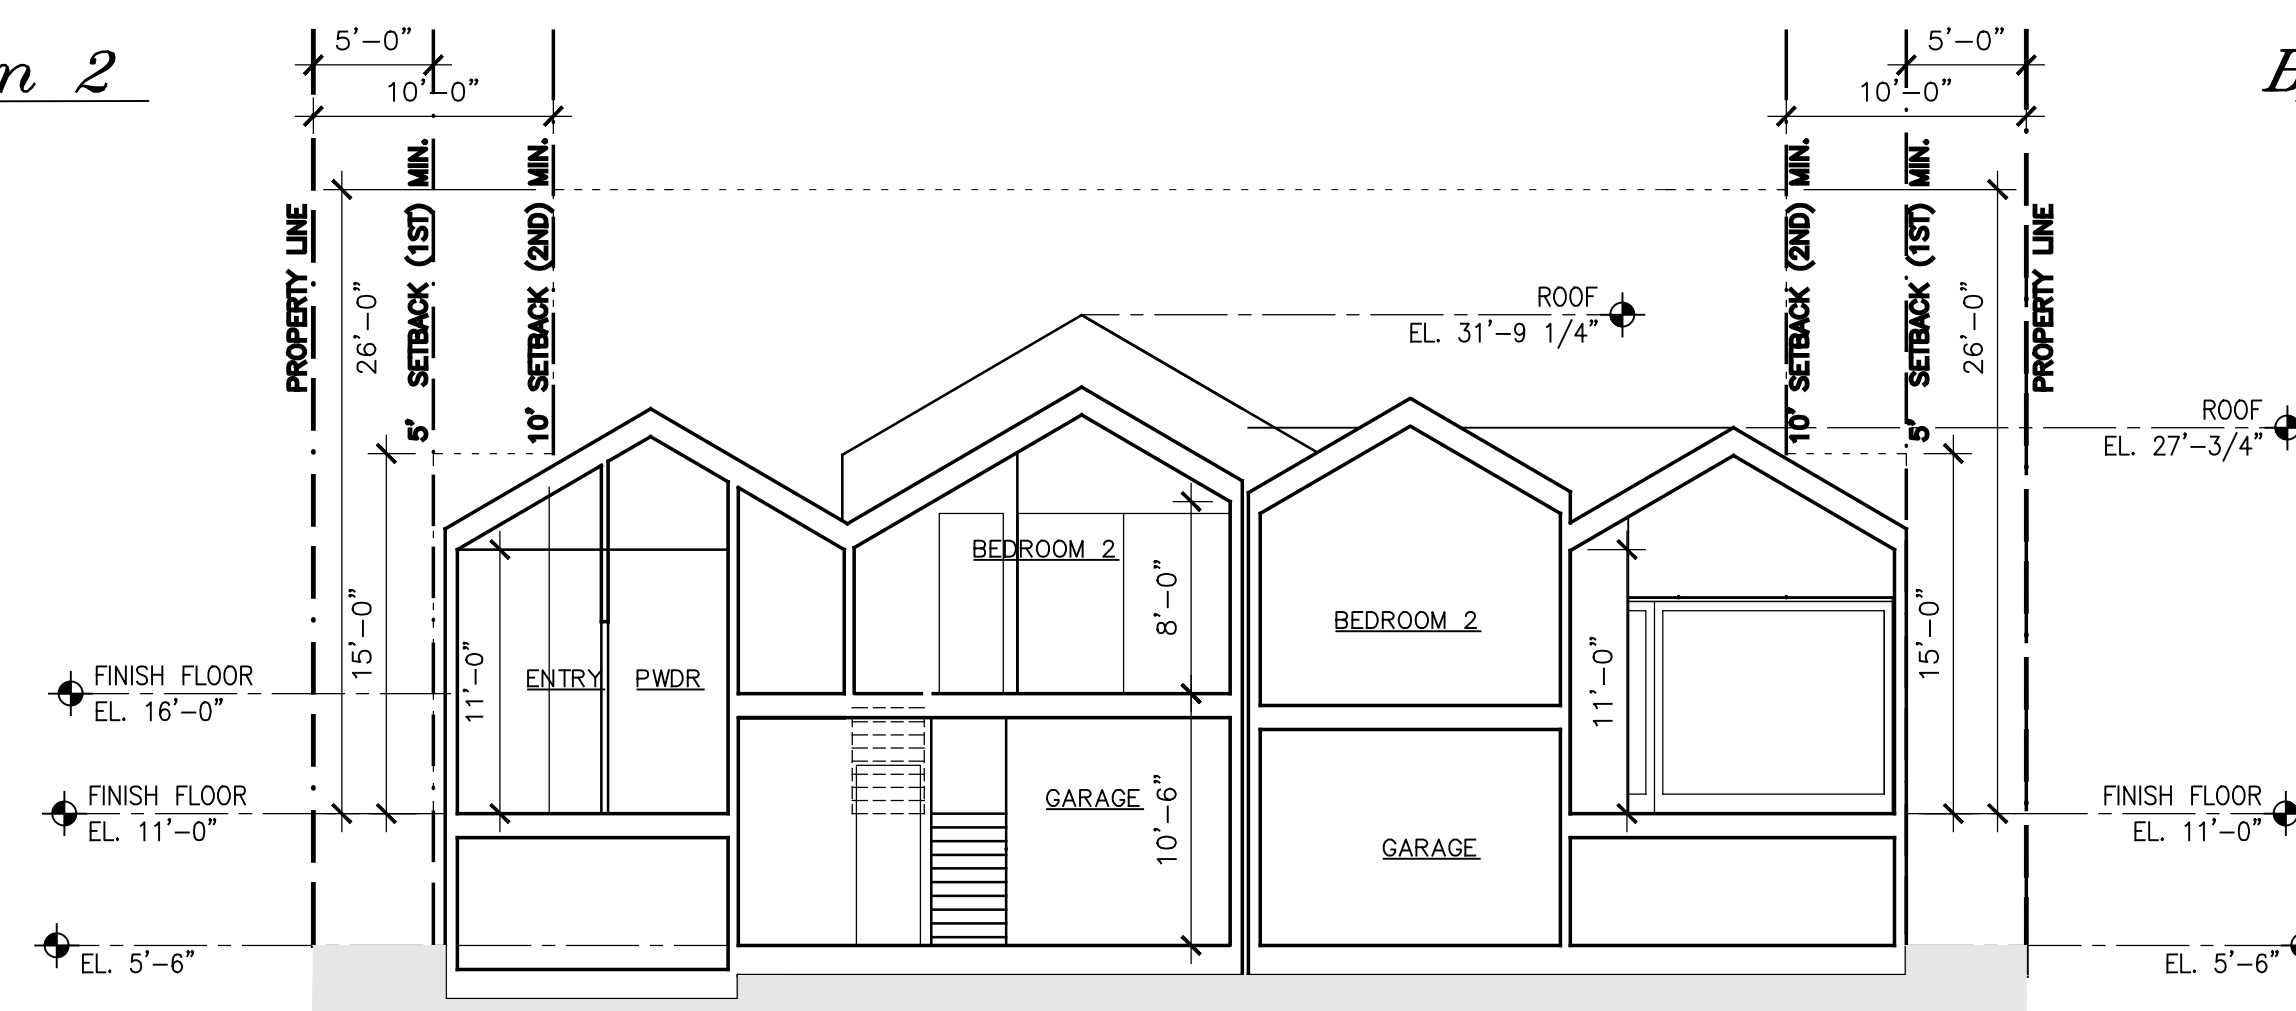 n 2
5'-0"
10'-0"
5'-0"
10'-0"
PROPERTY LINE
5' SETBACK (1ST) MIN.
10' SETBACK (2ND) MIN.
10' SETBACK (2ND) MIN.
5' SETBACK (1ST) MIN.
PROPERTY LINE
26'-0"
26'-0"
ROOF
EL. 31'-9 1/4"
ROOF
EL. 27'-3/4"
15'-0"
11'-0"
BEDROOM 2
8'-0"
BEDROOM 2
11'-0"
15'-0"
FINISH FLOOR
EL. 16'-0"
ENTRY
PWDR
FINISH FLOOR
EL. 11'-0"
GARAGE
10'-6"
GARAGE
FINISH FLOOR
EL. 11'-0"
EL. 5'-6"
EL. 5'-6"